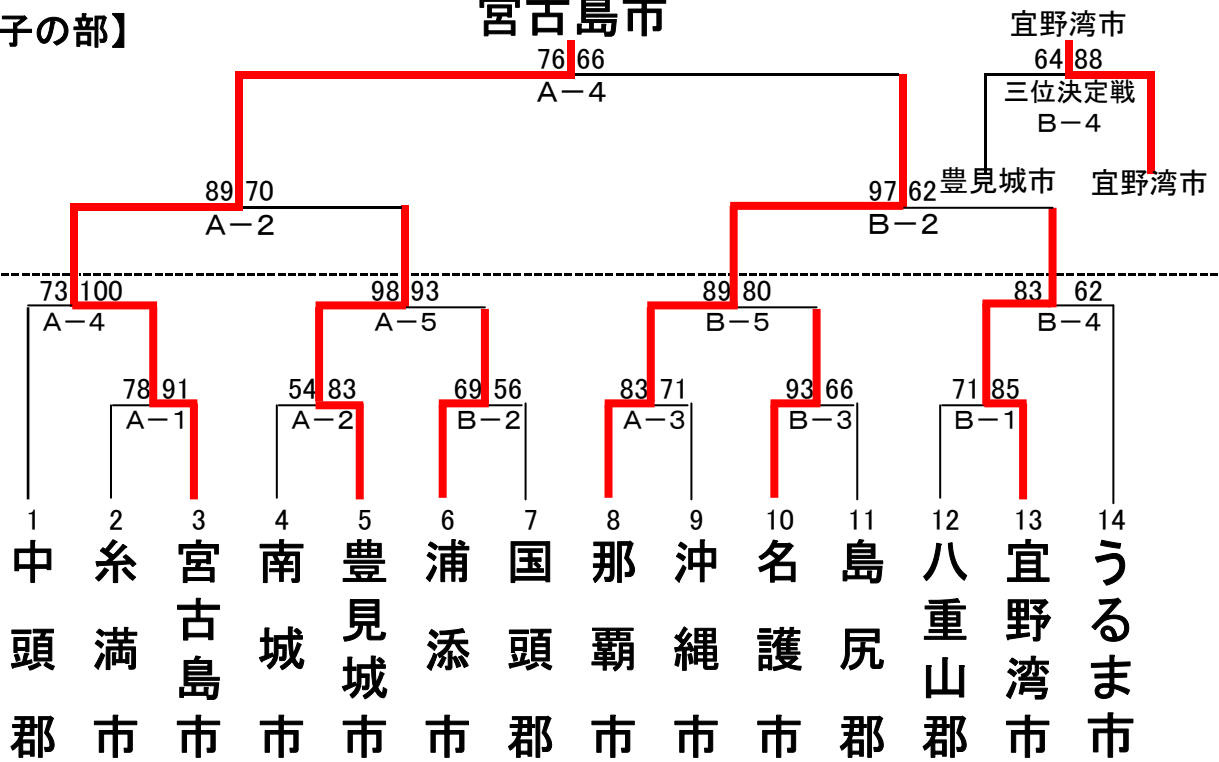 子の部】
宮古島市
宜野湾市
76 66
A-4
64 88
三位決定戦
B-4
豊見城市
宜野湾市
89 70
A-2
97 62
B-2
73 100
A-4
98 93
A-5
89 80
B-5
83 62
B-4
78 91
A-1
54 83
A-2
69 56
B-2
83 71
A-3
93 66
B-3
71 85
B-1
1 2 3 4 5 6 7 8 9 10 11 12 13 14
中頭郡
糸満市
宮古島市
南城市
豊見城市
浦添市
国頭郡
那覇市
沖縄市
名護市
島尻郡
八重山郡
宜野湾市
うるま市